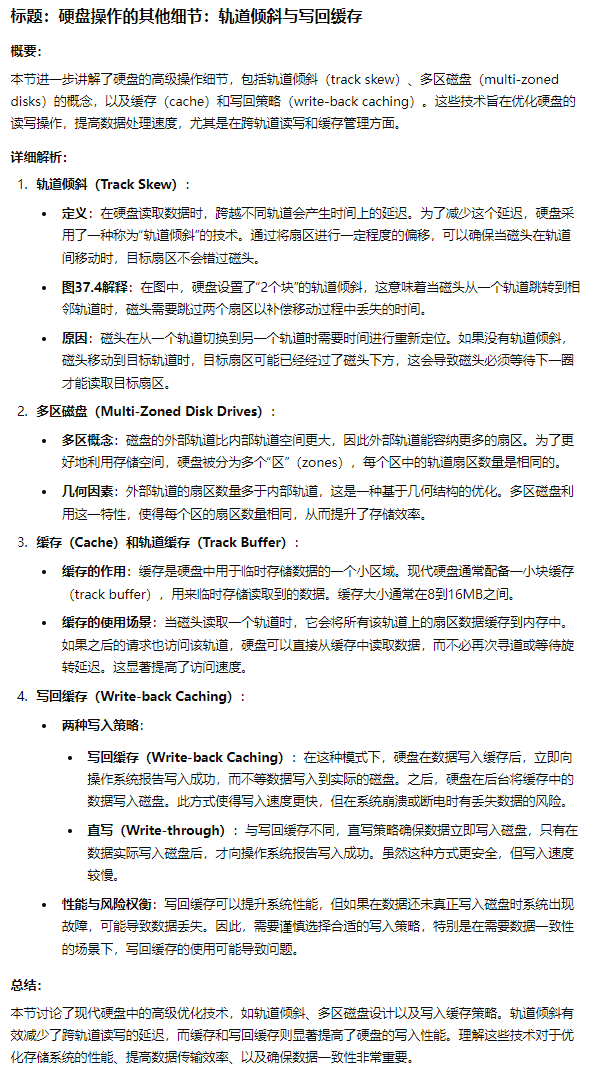 标题：硬盘操作的其他细节：轨道倾斜与写回缓存
概要：
本节进一步讲解了硬盘的高级操作细节，包括轨道倾斜（track skew）、多区磁盘（multi-zoned
disks）的概念，以及缓存（cache）和写回策略（write-back caching）。这些技术旨在优化硬盘的
读写操作，提高数据处理速度，尤其是在跨轨道读写和缓存管理方面。
详细解析：
1. 轨道倾斜（Track Skew）：
• 定义：在硬盘读取数据时，跨越不同轨道会产生时间上的延迟。为了减少这个延迟，硬盘采
用了一种称为“轨道倾斜”的技术。通过将扇区进行一定程度的偏移，可以确保当磁头在轨道
间移动时，目标扇区不会错过磁头。
• 图37.4解释：在图中，硬盘设置了“2个块”的轨道倾斜，这意味着当磁头从一个轨道跳转到相
邻轨道时，磁头需要跳过两个扇区以补偿移动过程中丢失的时间。
• 原因：磁头在从一个轨道切换到另一个轨道时需要时间进行重新定位。如果没有轨道倾斜，
磁头移动到目标轨道时，目标扇区可能已经经过了磁头下方，这会导致磁头必须等待下一圈
才能读取目标扇区。
2. 多区磁盘（Multi-Zoned Disk Drives）：
• 多区概念：磁盘的外部轨道比内部轨道空间更大，因此外部轨道能容纳更多的扇区。为了更
好地利用存储空间，硬盘被分为多个“区”（zones），每个区中的轨道扇区数量是相同的。
• 几何因素：外部轨道的扇区数量多于内部轨道，这是一种基于几何结构的优化。多区磁盘利
用这一特性，使得每个区的扇区数量相同，从而提升了存储效率。
3. 缓存（Cache）和轨道缓存（Track Buffer）：
• 缓存的作用：缓存是硬盘中用于临时存储数据的一个小区域。现代硬盘通常配备一小块缓存
（track buffer），用来临时存储读取到的数据。缓存大小通常在8到16MB之间。
• 缓存的使用场景：当磁头读取一个轨道时，它会将所有该轨道上的扇区数据缓存到内存中。
如果之后的请求也访问该轨道，硬盘可以直接从缓存中读取数据，而不必再次寻道或等待旋
转延迟。这显著提高了访问速度。
4. 写回缓存（Write-back Caching）：
• 两种写入策略：
• 写回缓存（Write-back Caching）：在这种模式下，硬盘在数据写入缓存后，立即向
操作系统报告写入成功，而不等数据写入到实际的磁盘。之后，硬盘在后台将缓存中的
数据写入磁盘。此方式使得写入速度更快，但在系统崩溃或断电时有丢失数据的风险。
• 直写（Write-through）：与写回缓存不同，直写策略确保数据立即写入磁盘，只有在
数据实际写入磁盘后，才向操作系统报告写入成功。虽然这种方式更安全，但写入速度
较慢。
• 性能与风险权衡：写回缓存可以提升系统性能，但如果在数据还未真正写入磁盘时系统出现
故障，可能导致数据丢失。因此，需要谨慎选择合适的写入策略，特别是在需要数据一致性
的场景下，写回缓存的使用可能导致问题。
总结：
本节讨论了现代硬盘中的高级优化技术，如轨道倾斜、多区磁盘设计以及写入缓存策略。轨道倾斜有
效减少了跨轨道读写的延迟，而缓存和写回缓存则显著提高了硬盘的写入性能。理解这些技术对于优
化存储系统的性能、提高数据传输效率、以及确保数据一致性非常重要。